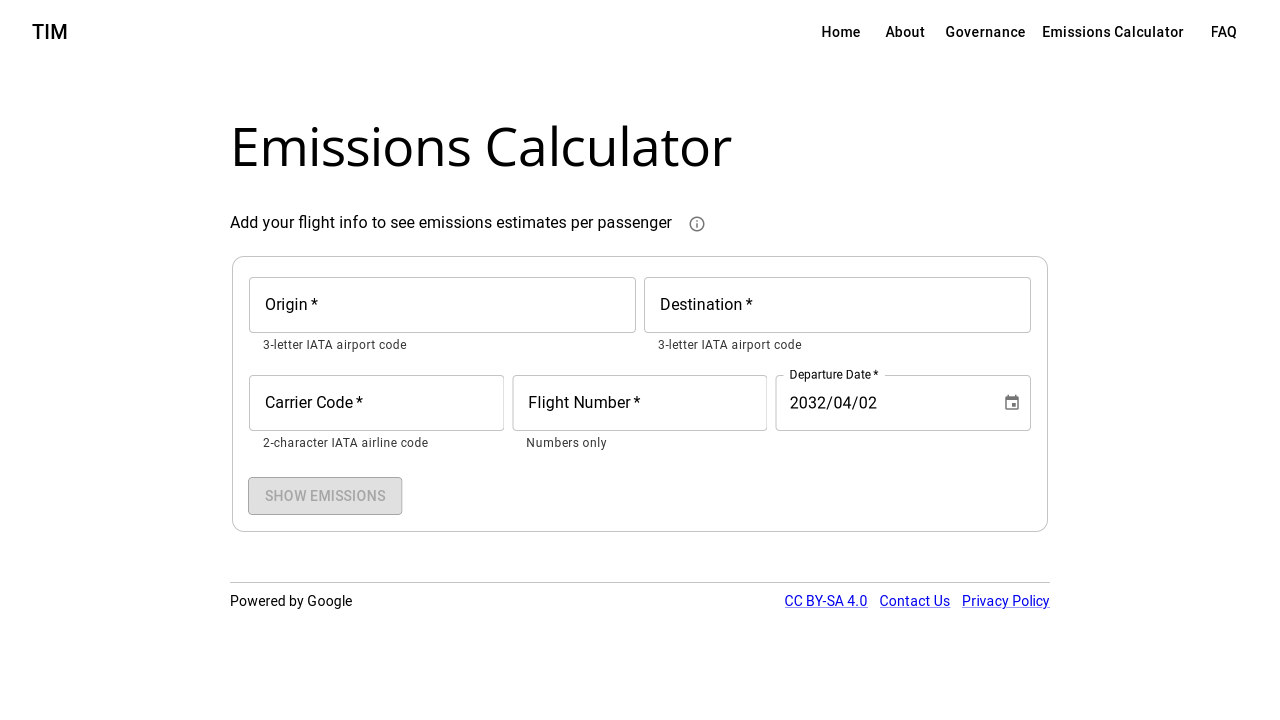 TIM
Home About Governance Emissions Calculator FAQ
Emissions Calculator
Add your flight info to see emissions estimates per passenger
Origin *
Destination *
3-letter IATA airport code
3-letter IATA airport code
Departure Date *
Carrier Code *
Flight Number *
2032/04/02
2-character IATA airline code
Numbers only
SHOW EMISSIONS
Powered by Google
CC BY-SA 4.0 Contact Us Privacy Policy